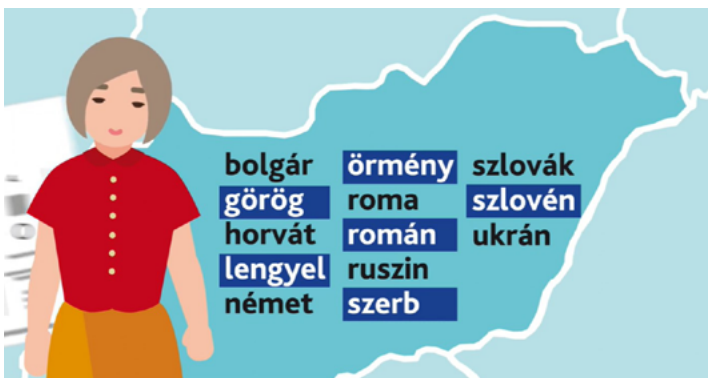 bolgár
görög
horvát
lengyel
német
örmény
roma
román
ruszin
szerb
szlovák
szlovén
ukrán